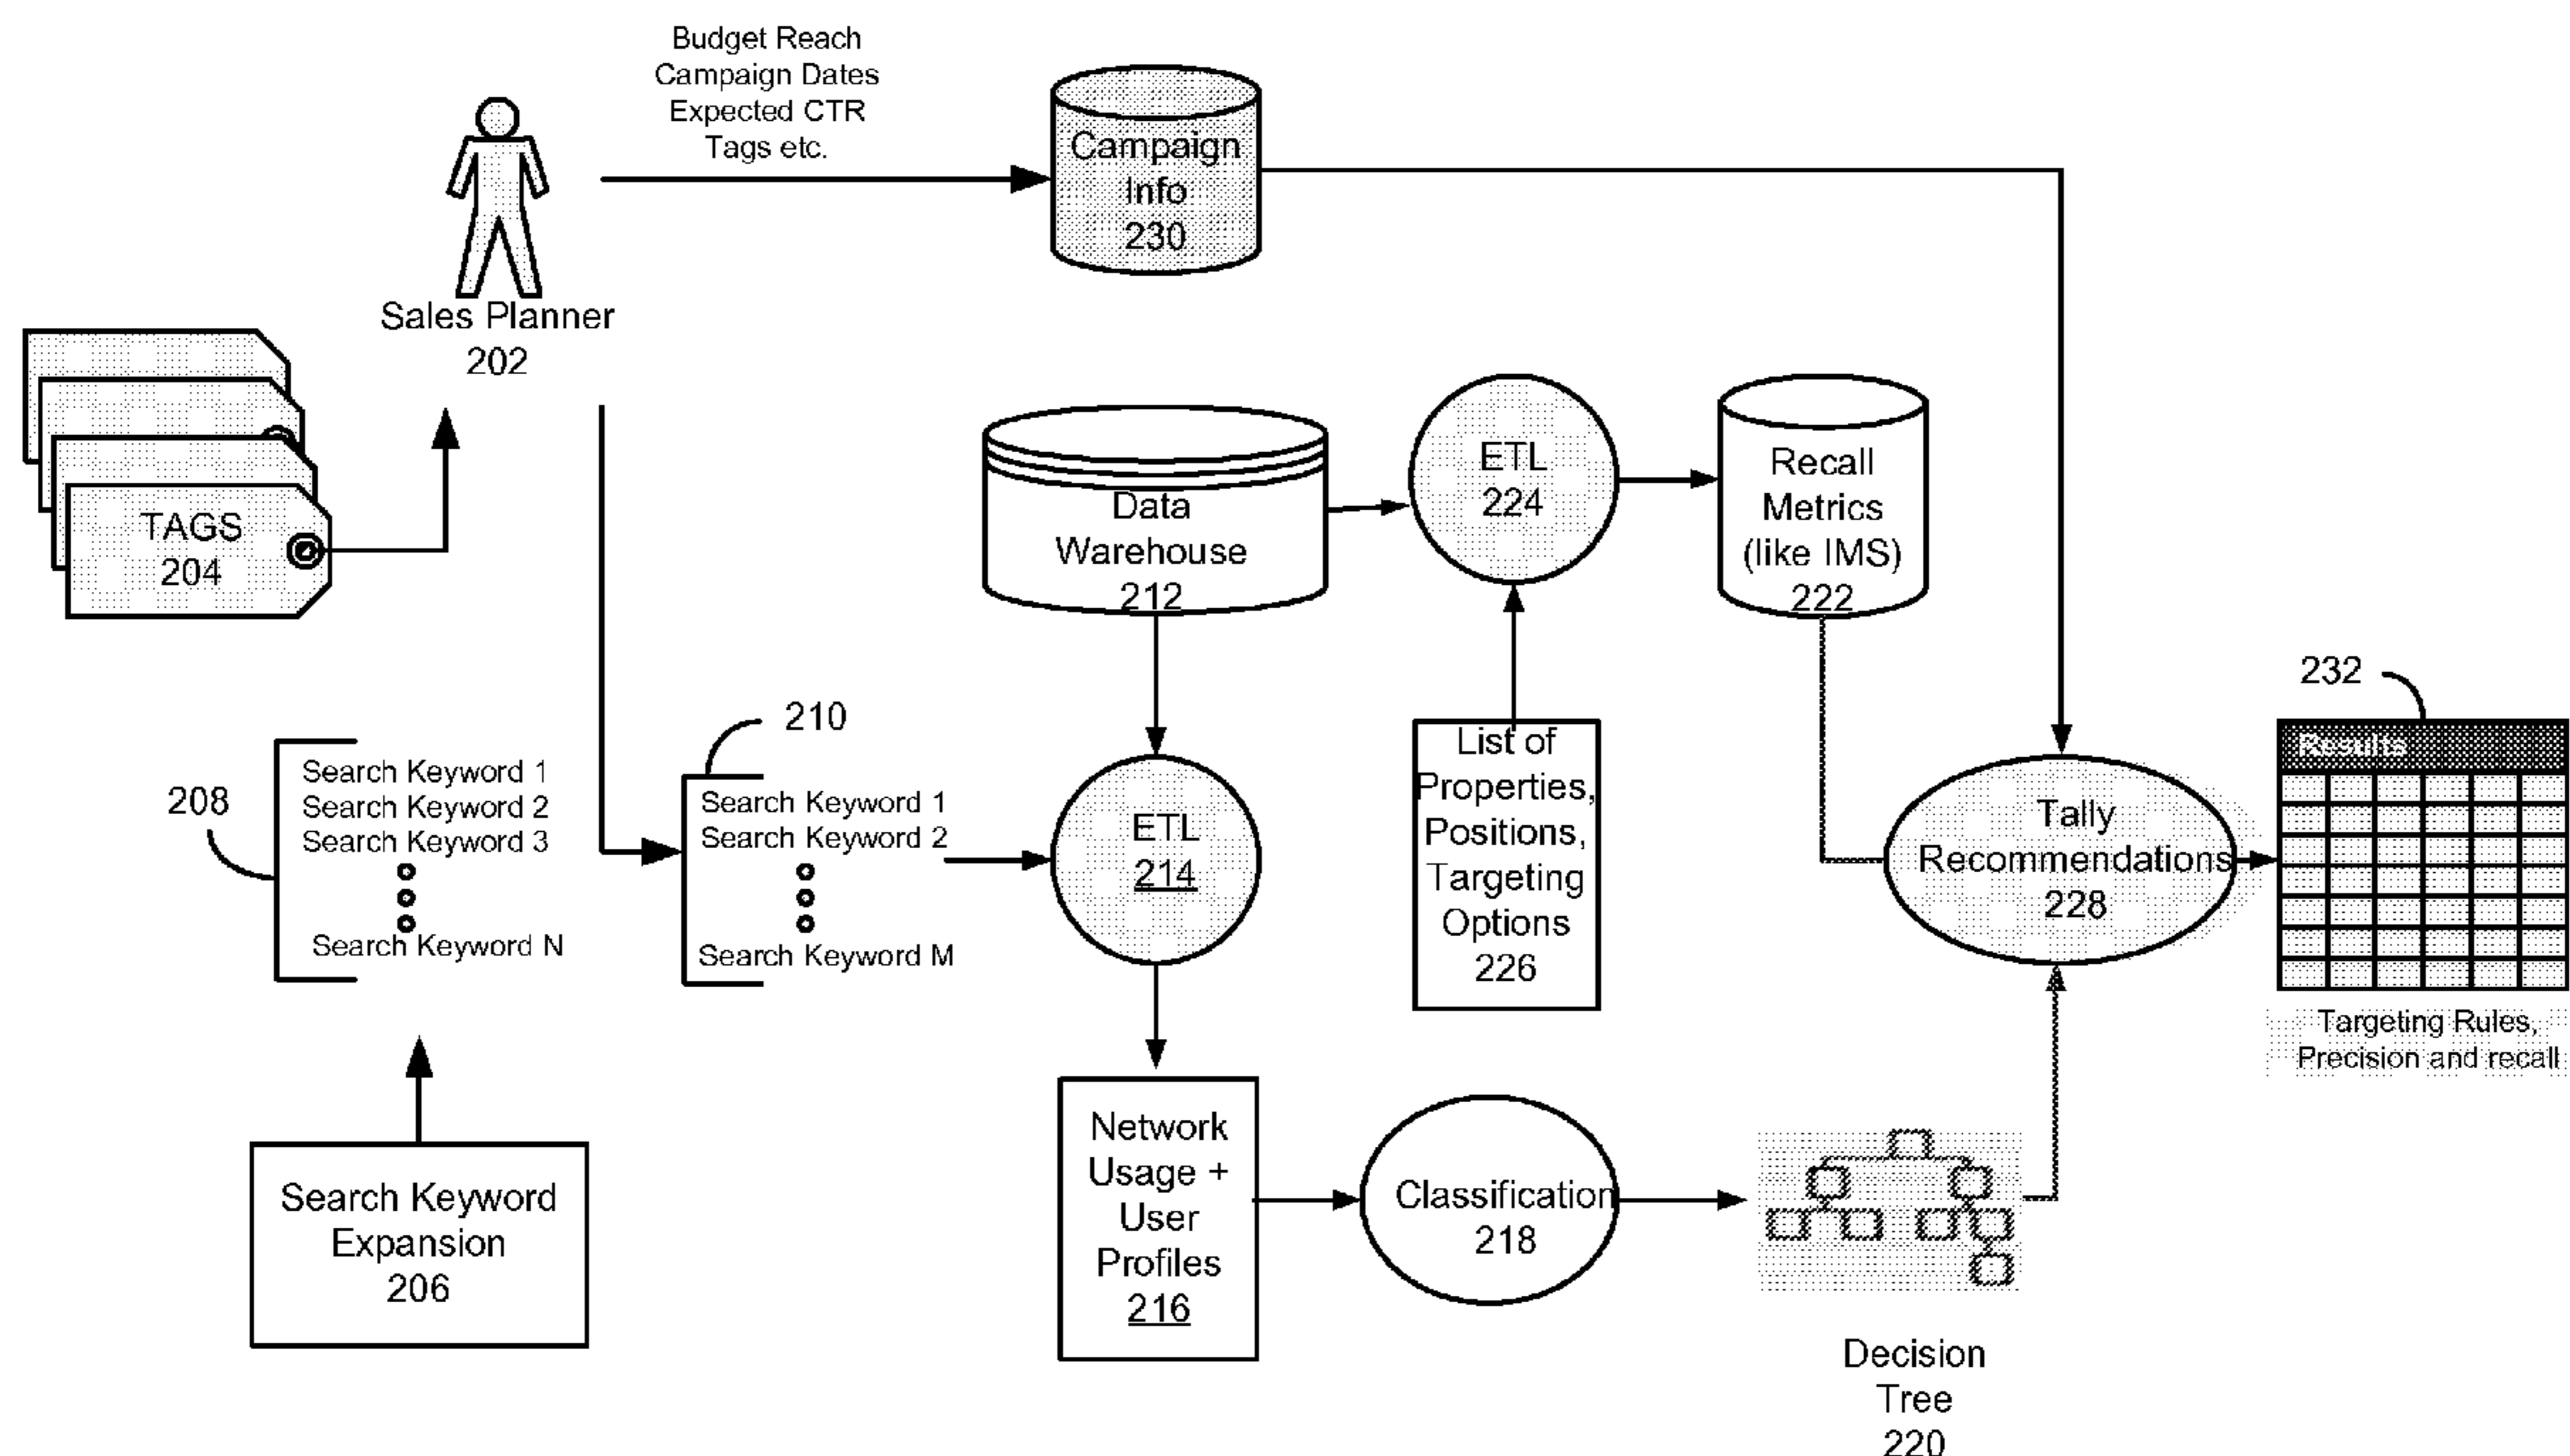 Budget Reach
Campaign Dates
Expected CTR
Tags etc.
Campaign
Info
230
Sales Planner
202
TAGS
204
Data
Warehouse
212
ETL
224
Recall
Metrics
(like IMS)
222
208
Search Keyword 1
Search Keyword 2
Search Keyword 3
Search Keyword N
210
Search Keyword 1
Search Keyword 2
Search Keyword M
ETL
214
List of
Properties,
Positions,
Targeting
Options
226
Tally
Recommendations
228
232
Results
Targeting Rules,
Precision and recall
Search Keyword
Expansion
206
Network
Usage +
User
Profiles
216
Classification
218
Decision
Tree
220